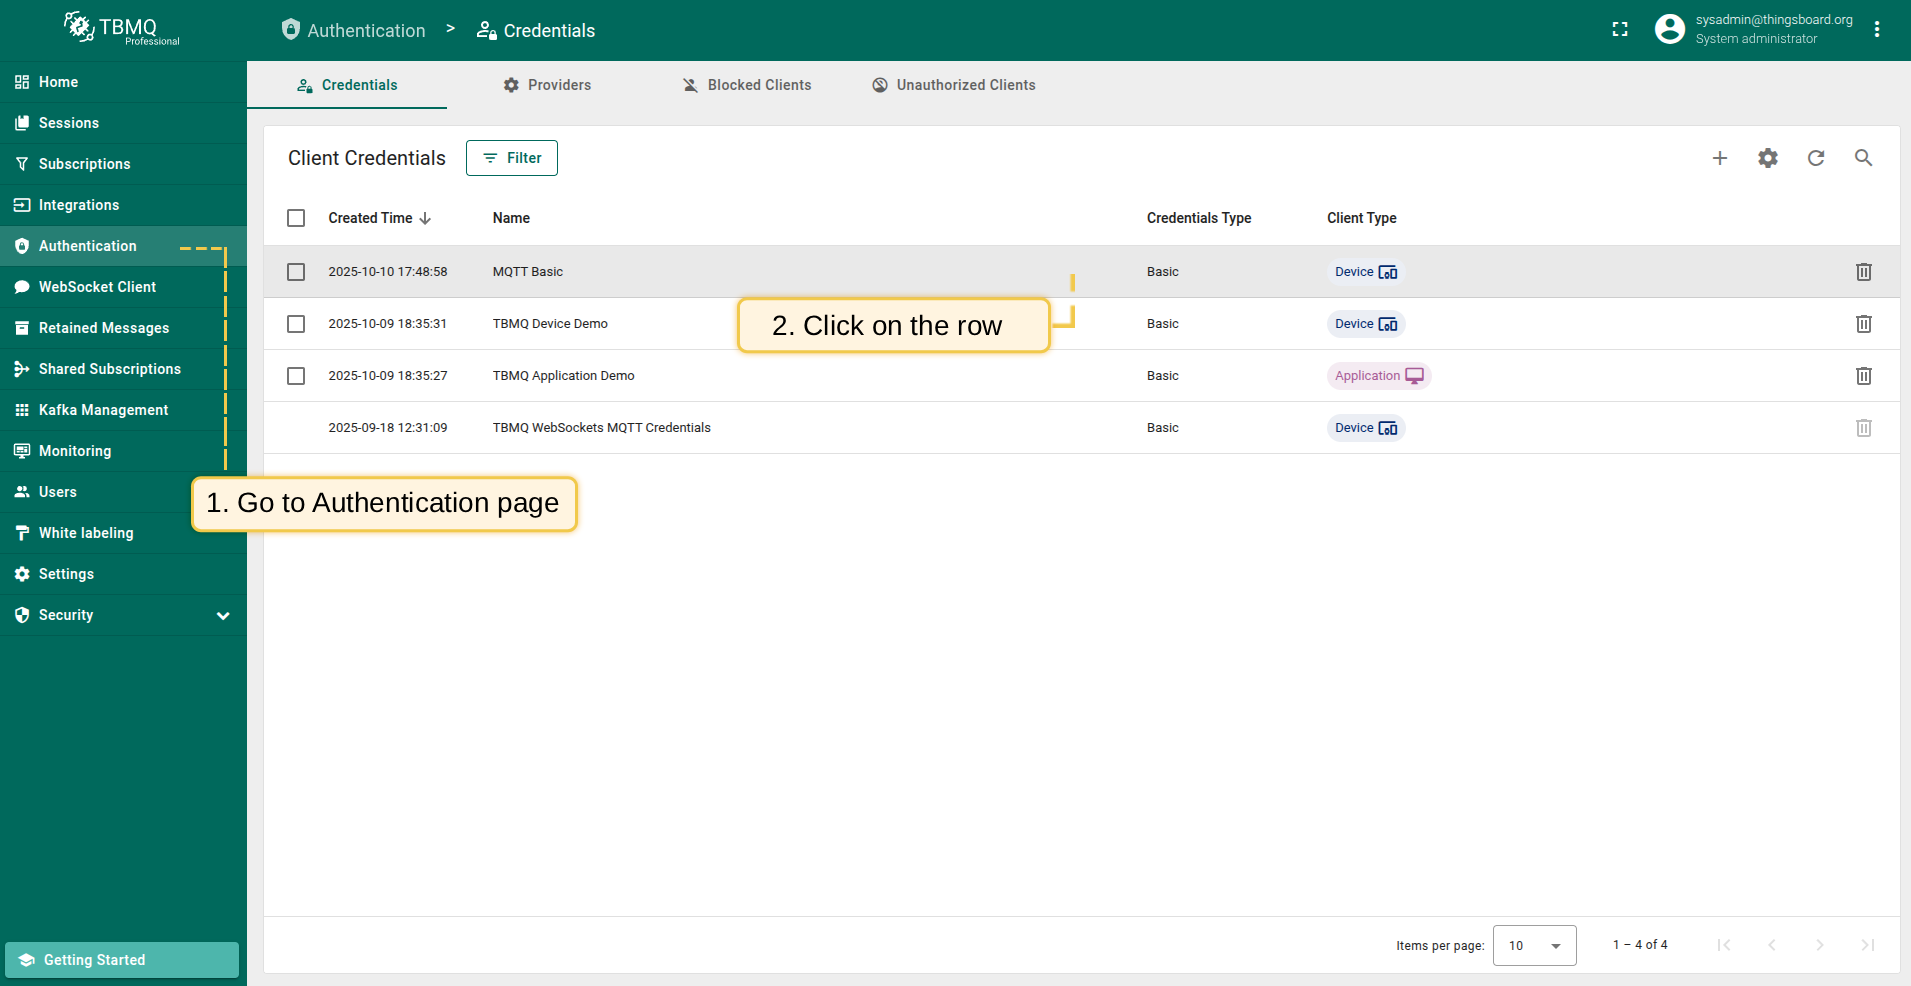 TBMQ
Professional
Authentication > Credentials
sysadmin@thingsboard.org
System administrator
Home
Sessions
Subscriptions
Integrations
Authentication
WebSocket Client
Retained Messages
Shared Subscriptions
Kafka Management
Monitoring
Users
White labeling
Settings
Security
Getting Started
Credentials Providers Blocked Clients Unauthorized Clients
Client Credentials Filter
Created Time Name Credentials Type Client Type
2025-10-10 17:48:58 MQTT Basic Basic Device
2025-10-09 18:35:31 TBMQ Device Demo Basic Device
2025-10-09 18:35:27 TBMQ Application Demo Basic Application
2025-09-18 12:31:09 TBMQ WebSockets MQTT Credentials Basic Device
2. Click on the row
1. Go to Authentication page
Items per page: 10 1 – 4 of 4